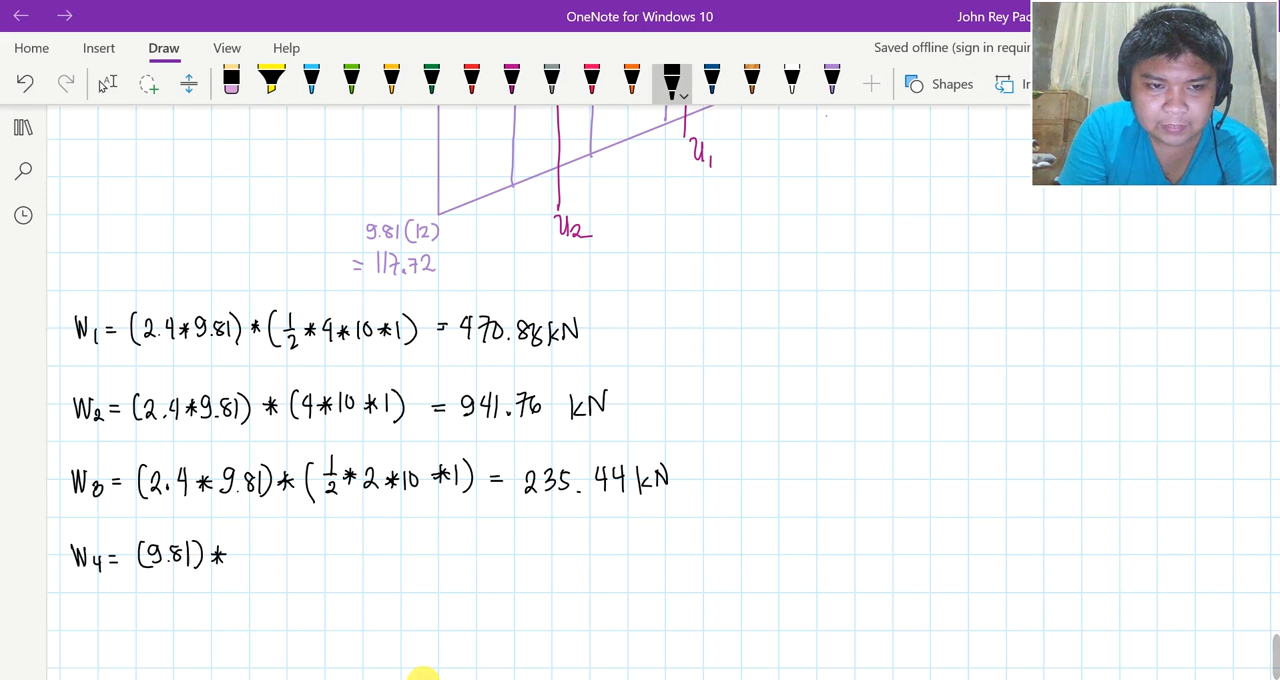 OneNote for Windows 10
John Rey Pac
Home Insert Draw View Help
Saved offline (sign in requir
Shapes
In
U1
U2
9.81(12)
= 117.72
W1 = (2.4*9.81) * (1/2 * 4 * 10 * 1) = 470.88 kN
W2 = (2.4*9.81) * (4*10*1) = 941.76 kN
W3 = (2.4 * 9.81) * (1/2 * 2 * 10 * 1) = 235.44 kN
W4 = (9.81) *